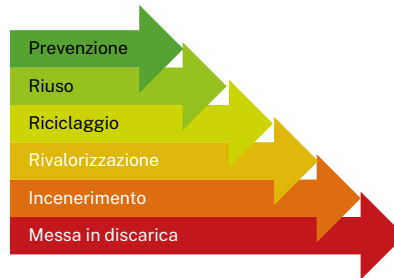 Prevenzione
Riuso
Riciclaggio
Rivalorizzazione
Incenerimento
Messa in discarica